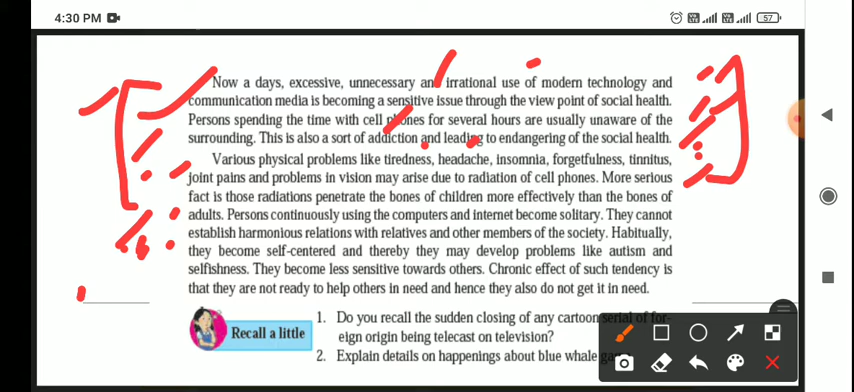 4:30 PM
57
Now a days, excessive, unnecessary and irrational use of modern technology and
communication media is becoming a sensitive issue through the view point of social health.
Persons spending the time with cell phones for several hours are usually unaware of the
surrounding. This is also a sort of addiction and leading to endangering of the social health.
Various physical problems like tiredness, headache, insomnia, forgetfulness, tinnitus,
joint pains and problems in vision may arise due to radiation of cell phones. More serious
fact is those radiations penetrate the bones of children more effectively than the bones of
adults. Persons continuously using the computers and internet become solitary. They cannot
establish harmonious relations with relatives and other members of the society. Habitually,
they become self-centered and thereby they may develop problems like autism and
selfishness. They become less sensitive towards others. Chronic effect of such tendency is
that they are not ready to help others in need and hence they also do not get it in need.
Recall a little
1. Do you recall the sudden closing of any cartoon serial of for-
eign origin being telecast on television?
2. Explain details on happenings about blue whale